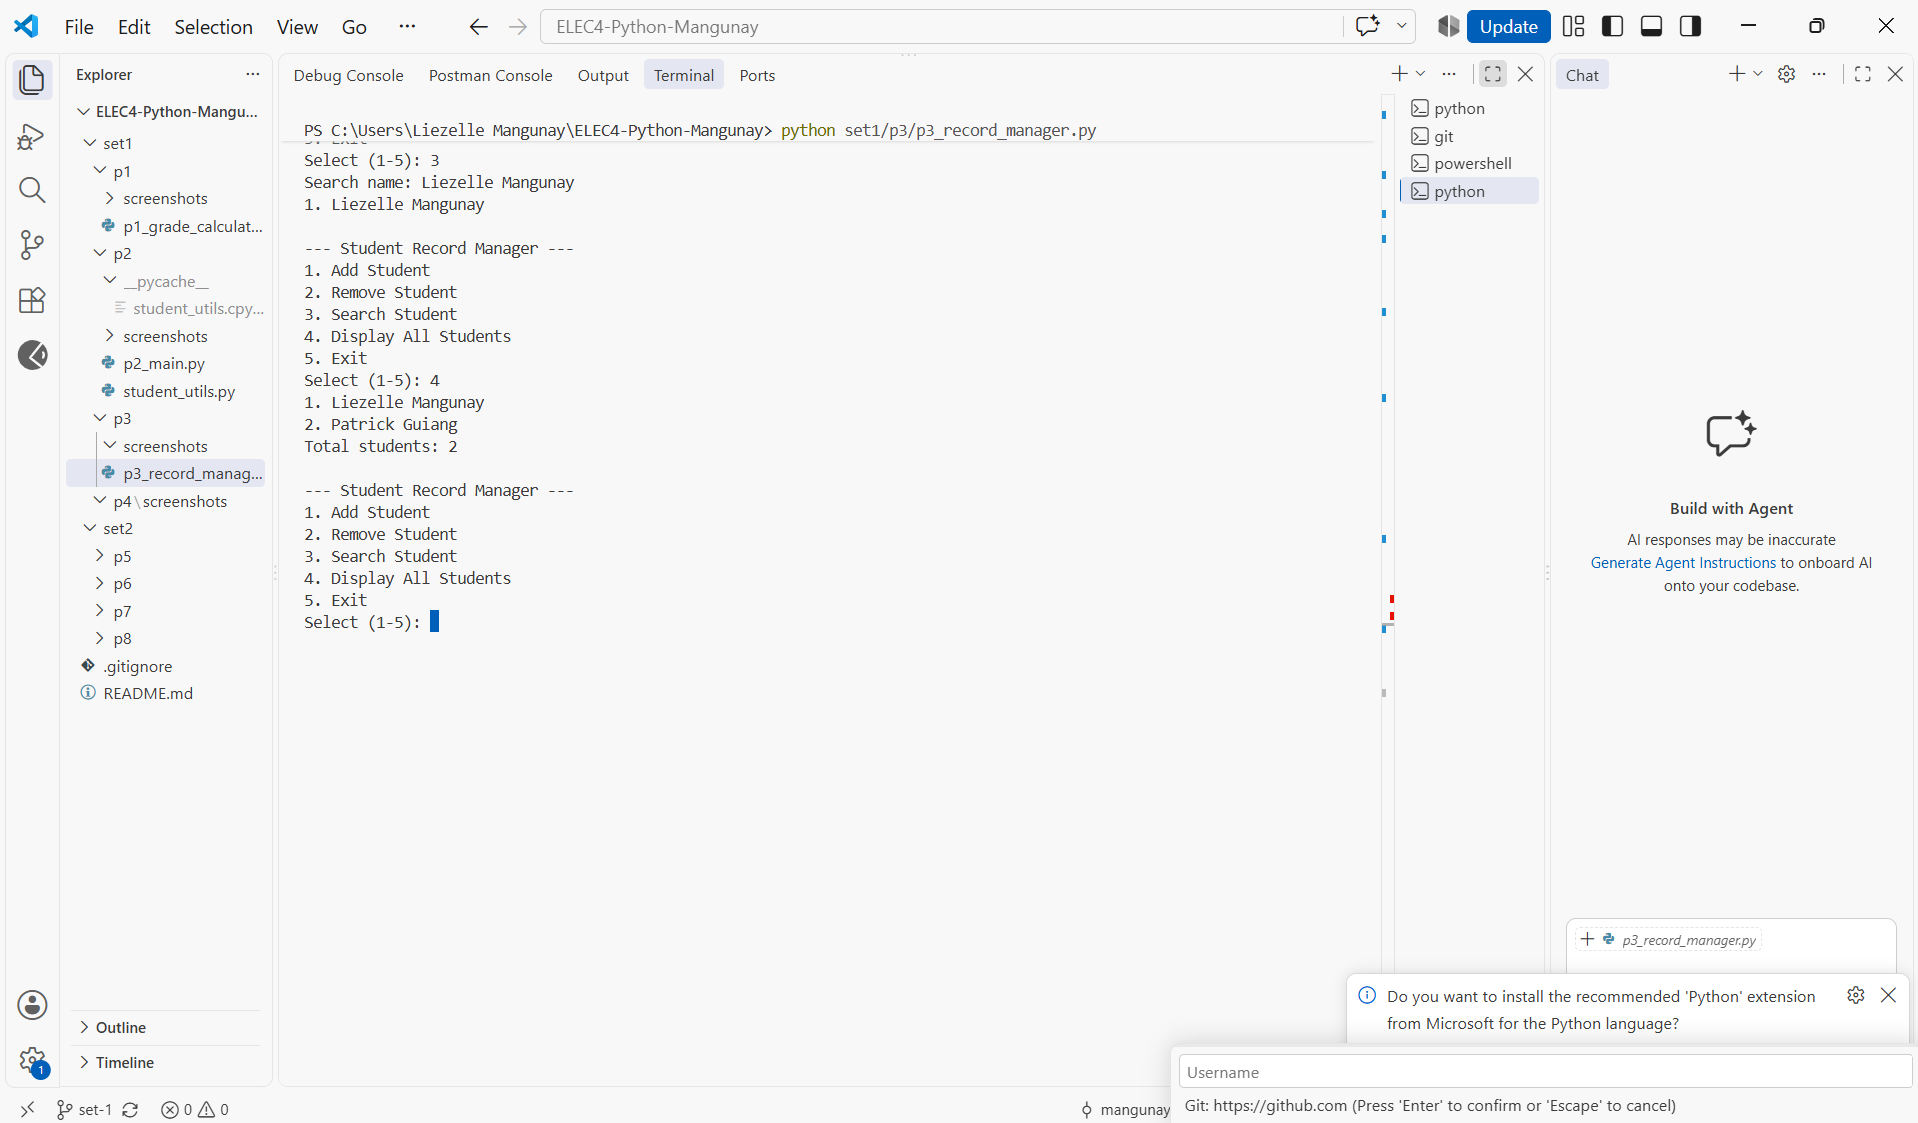 File Edit Selection View Go ···
ELEC4-Python-Mangunay
Update
Explorer
ELEC4-Python-Mangu...
set1
p1
screenshots
p1_grade_calculat...
p2
__pycache__
student_utils.cpy...
screenshots
p2_main.py
student_utils.py
p3
screenshots
p3_record_manag...
p4\screenshots
set2
p5
p6
p7
p8
.gitignore
README.md
Outline
Timeline
Debug Console Postman Console Output Terminal Ports
PS C:\Users\Liezelle Mangunay\ELEC4-Python-Mangunay> python set1/p3/p3_record_manager.py
5. Exit
Select (1-5): 3
Search name: Liezelle Mangunay
1. Liezelle Mangunay
--- Student Record Manager ---
1. Add Student
2. Remove Student
3. Search Student
4. Display All Students
5. Exit
Select (1-5): 4
1. Liezelle Mangunay
2. Patrick Guiang
Total students: 2
--- Student Record Manager ---
1. Add Student
2. Remove Student
3. Search Student
4. Display All Students
5. Exit
Select (1-5):
python
git
powershell
python
Chat
Build with Agent
AI responses may be inaccurate
Generate Agent Instructions to onboard AI
onto your codebase.
p3_record_manager.py
Do you want to install the recommended 'Python' extension
from Microsoft for the Python language?
Username
Git: https://github.com (Press 'Enter' to confirm or 'Escape' to cancel)
1
set-1
0 0
mangunay